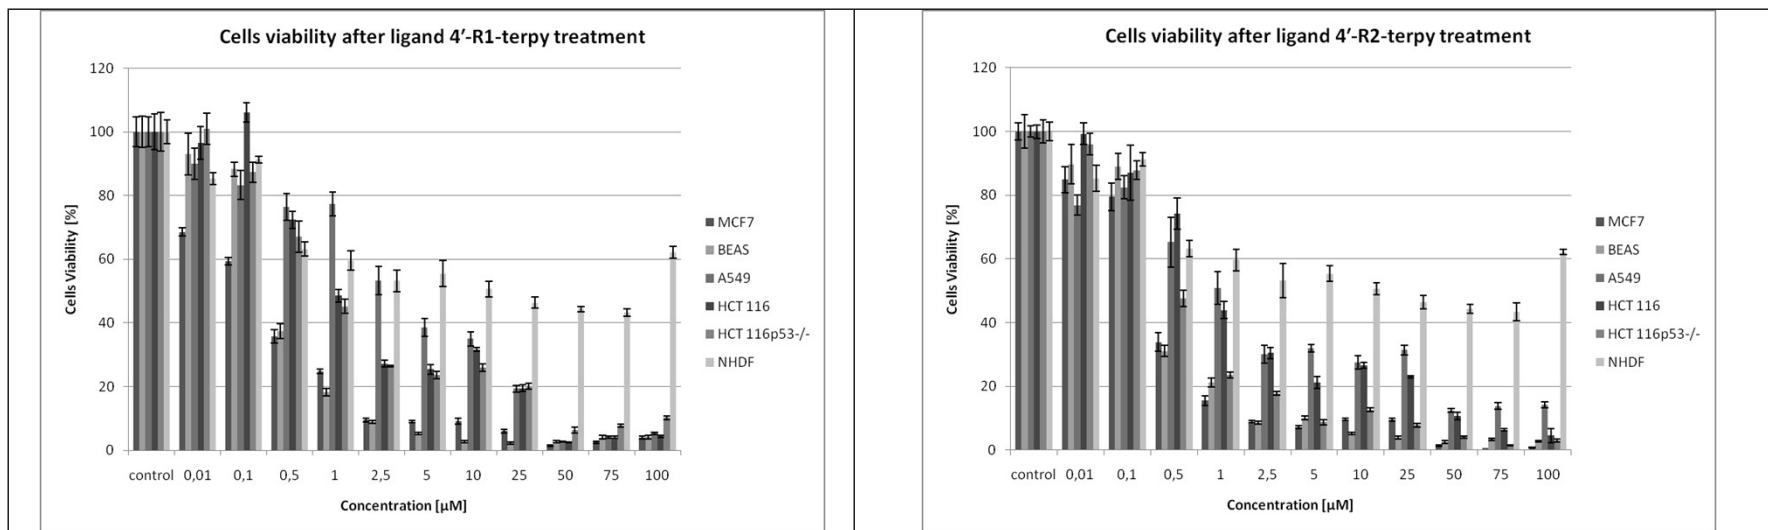 Cells viability after ligand 4′-R1-terpy treatment
120
100
80
60
40
20
0
Cells Viability [%]
control 0,01 0,1 0,5 1 2,5 5 10 25 50 75 100
Concentration [µM]
MCF7
BEAS
A549
HCT 116
HCT 116p53-/-
NHDF
Cells viability after ligand 4′-R2-terpy treatment
120
100
80
60
40
20
0
Cells Viability [%]
control 0,01 0,1 0,5 1 2,5 5 10 25 50 75 100
Concentration [µM]
MCF7
BEAS
A549
HCT 116
HCT 116p53-/-
NHDF